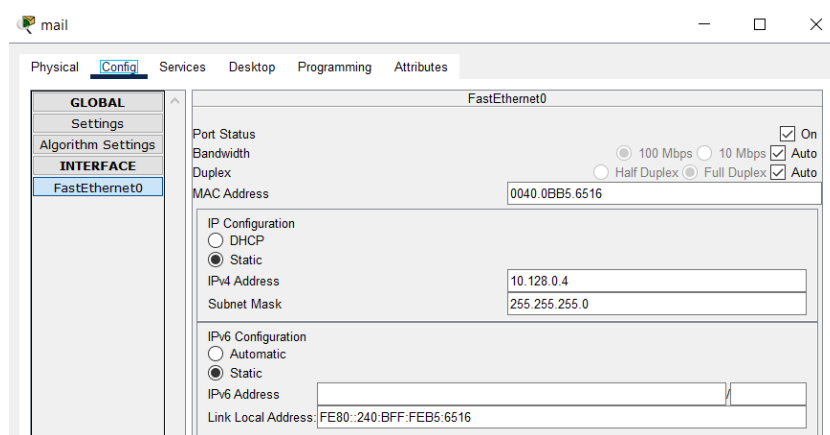 mail
Physical Config Services Desktop Programming Attributes
GLOBAL
Settings
Algorithm Settings
INTERFACE
FastEthernet0
FastEthernet0
Port Status On
Bandwidth 100 Mbps 10 Mbps Auto
Duplex Half Duplex Full Duplex Auto
MAC Address 0040.0BB5.6516
IP Configuration
DHCP
Static
IPv4 Address 10.128.0.4
Subnet Mask 255.255.255.0
IPv6 Configuration
Automatic
Static
IPv6 Address /
Link Local Address: FE80::240:BFF:FEB5:6516